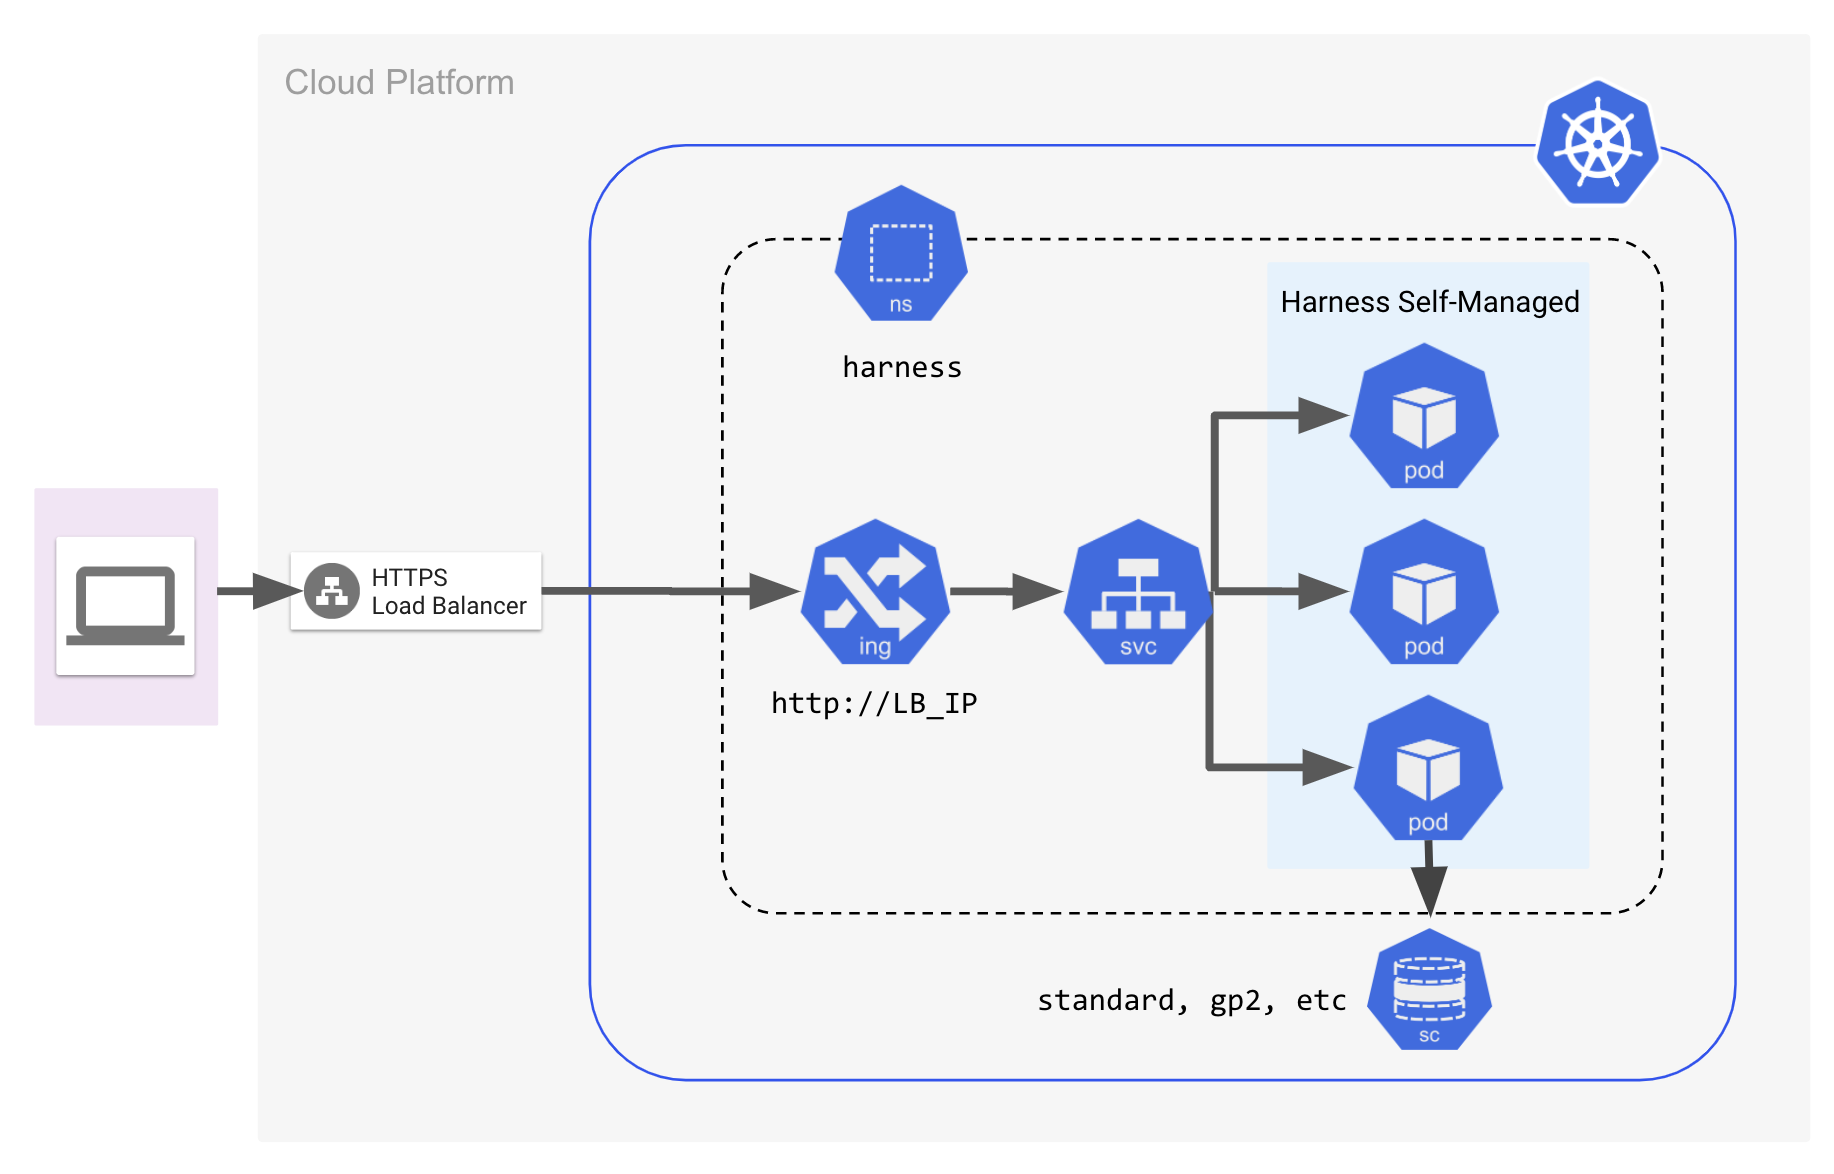 Cloud Platform
ns
harness
Harness Self-Managed
pod
HTTPS
Load Balancer
ing
svc
pod
http://LB_IP
pod
standard, gp2, etc
sc